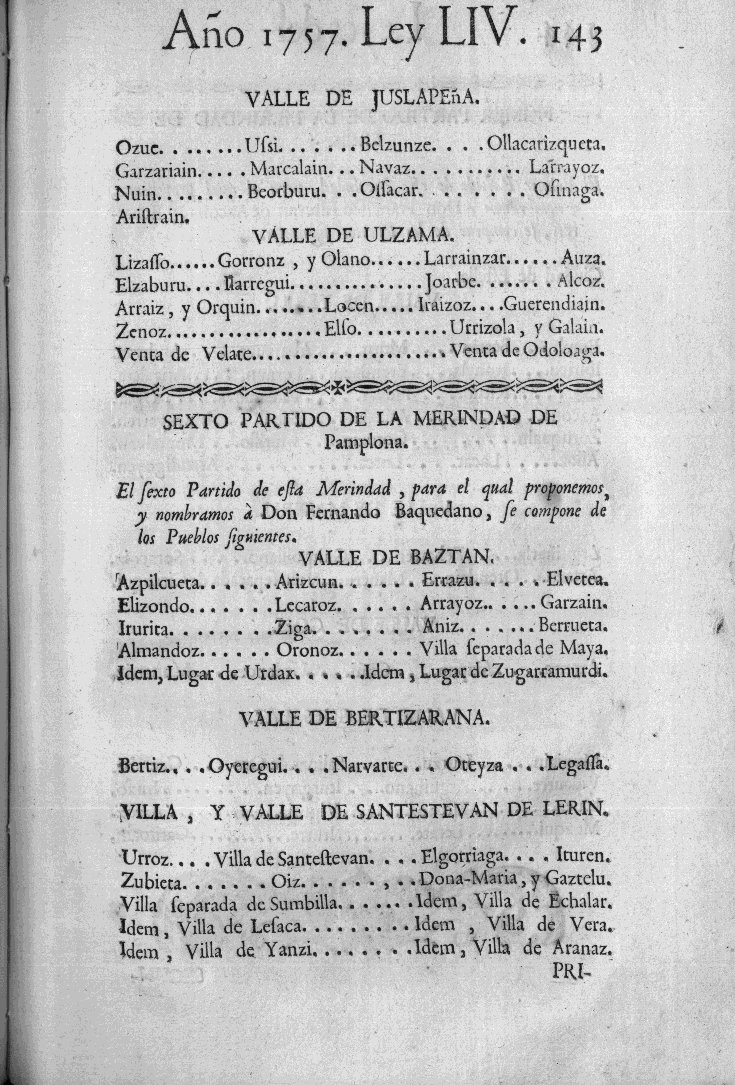 Año 1757. Ley LIV. 143
VALLE DE JUSLAPEñA.
Ozue. . . . . . . . Uſsi. . . . . . . Belzunze. . . . Ollacarizqueta.
Garzariain. . . . . Marcalain. . . Navaz. . . . . . . . . . . Larrayoz.
Nuin. . . . . . . . . Beorburu. . . Oſſacar. . . . . . . . . Oſinaga.
Ariſtrain.
VALLE DE ULZAMA.
Lizaſſo...... Gorronz , y Olano...... Larrainzar...... Auza.
Elzaburu.... Ilarregui............... Joarbe. ....... Alcoz.
Arraiz , y Orquin......... Locen..... Iraizoz.... Guerendiain.
Zenoz................. Elſo. ......... Urrizola , y Galain.
Venta de Velate...................... Venta de Odoloaga.
SEXTO PARTIDO DE LA MERINDAD DE
Pamplona.
El ſexto Partido de eſta Merindad , para el qual proponemos,
y nombramos à Don Fernando Baquedano, ſe compone de
los Pueblos ſiguientes.
VALLE DE BAZTAN.
Azpilcueta. . . . . . Arizcun. . . . . . . Errazu. . . . . . Elvetea.
Elizondo. . . . . . . Lecaroz. . . . . . . Arrayoz.. . . . . Garzain.
Irurita. . . . . . . . . Ziga. . . . . . . . . Aniz. . . . . . . Berrueta.
Almandoz. . . . . . Oronoz. . . . . . . Villa ſeparada de Maya.
Idem, Lugar de Urdax. . . . . . Idem , Lugar de Zugarramurdi.
VALLE DE BERTIZARANA.
Bertiz. . . . Oyeregui. . . . Narvarte. . . Oteyza . . . Legaſſa.
VILLA , Y VALLE DE SANTESTEVAN DE LERIN.
Urroz. . . . Villa de Santeſtevan. . . . Elgorriaga. . . . Ituren.
Zubieta. . . . . . . Oiz. . . . . . , . . Dona-Maria, y Gaztelu.
Villa ſeparada de Sumbilla. . . . . . Idem , Villa de Echalar.
Idem , Villa de Leſaca. . . . . . . . . Idem , Villa de Vera.
Idem , Villa de Yanzi. . . . . . . . Idem , Villa de Aranaz.
PRI-